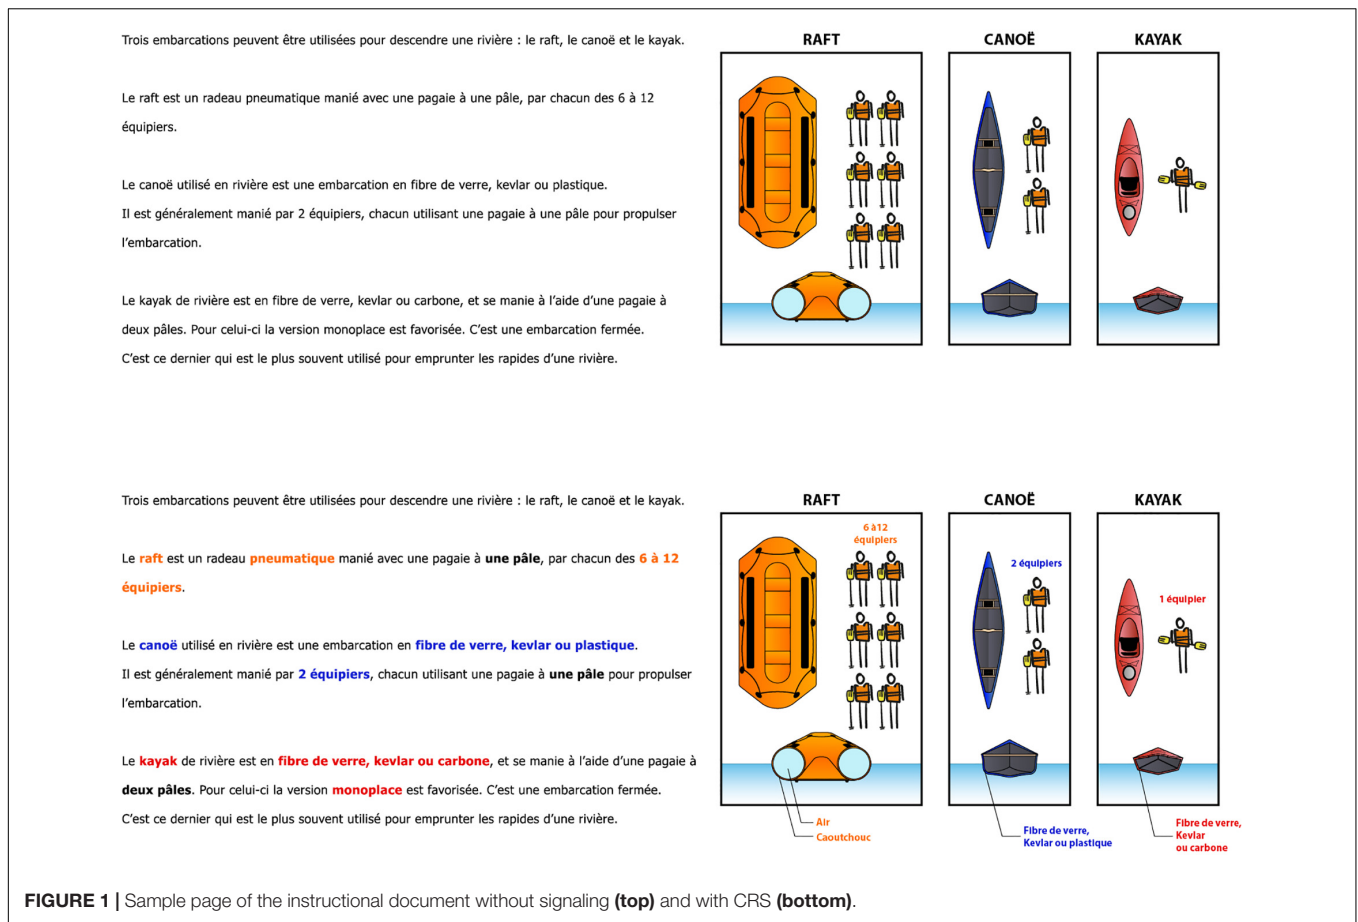 Trois embarcations peuvent être utilisées pour descendre une rivière : le raft, le canoë et le kayak.
Le raft est un radeau pneumatique manié avec une pagaie à une pâle, par chacun des 6 à 12
équipiers.
Le canoë utilisé en rivière est une embarcation en fibre de verre, kevlar ou plastique.
Il est généralement manié par 2 équipiers, chacun utilisant une pagaie à une pâle pour propulser
l'embarcation.
Le kayak de rivière est en fibre de verre, kevlar ou carbone, et se manie à l'aide d'une pagaie à
deux pâles. Pour celui-ci la version monoplace est favorisée. C'est une embarcation fermée.
C'est ce dernier qui est le plus souvent utilisé pour emprunter les rapides d'une rivière.
RAFT
CANOË
KAYAK
Trois embarcations peuvent être utilisées pour descendre une rivière : le raft, le canoë et le kayak.
Le raft est un radeau pneumatique manié avec une pagaie à une pâle, par chacun des 6 à 12
équipiers.
Le canoë utilisé en rivière est une embarcation en fibre de verre, kevlar ou plastique.
Il est généralement manié par 2 équipiers, chacun utilisant une pagaie à une pâle pour propulser
l'embarcation.
Le kayak de rivière est en fibre de verre, kevlar ou carbone, et se manie à l'aide d'une pagaie à
deux pâles. Pour celui-ci la version monoplace est favorisée. C'est une embarcation fermée.
C'est ce dernier qui est le plus souvent utilisé pour emprunter les rapides d'une rivière.
RAFT
6 à12
équipiers
Air
Caoutchouc
CANOË
2 équipiers
Fibre de verre,
Kevlar ou plastique
KAYAK
1 équipier
Fibre de verre,
Kevlar
ou carbone
FIGURE 1 | Sample page of the instructional document without signaling (top) and with CRS (bottom).